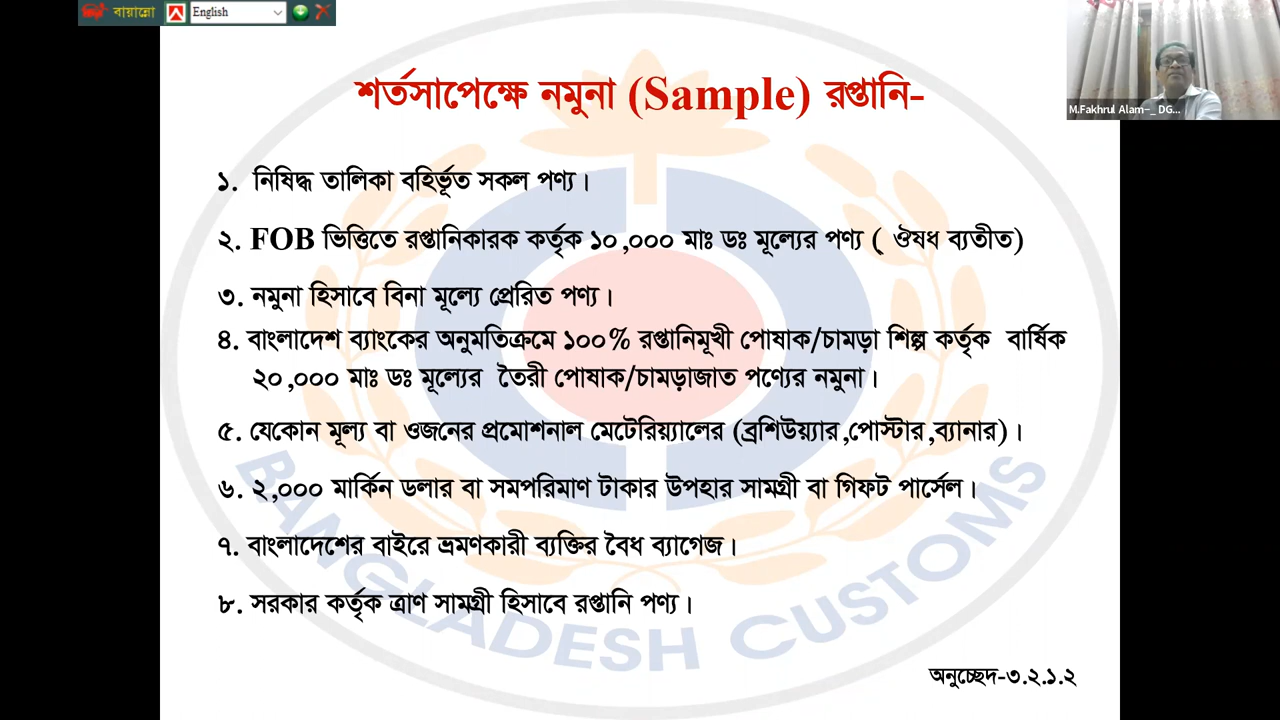 বায়ান্নো
English
M.Fakhrul Alam-_ DG...
শর্তসাপেক্ষে নমুনা (Sample) রপ্তানি-
১. নিষিদ্ধ তালিকা বহির্ভূত সকল পণ্য।
২. FOB ভিত্তিতে রপ্তানিকারক কর্তৃক ১০,০০০ মাঃ ডঃ মূল্যের পণ্য ( ঔষধ ব্যতীত)
৩. নমুনা হিসাবে বিনা মূল্যে প্রেরিত পণ্য।
৪. বাংলাদেশ ব্যাংকের অনুমতিক্রমে ১০০% রপ্তানিমূখী পোষাক/চামড়া শিল্প কর্তৃক বার্ষিক
২০,০০০ মাঃ ডঃ মূল্যের তৈরী পোষাক/চামড়াজাত পণ্যের নমুনা।
৫. যেকোন মূল্য বা ওজনের প্রমোশনাল মেটেরিয়্যালের (ব্রশিউয়্যার,পোস্টার,ব্যানার)।
৬. ২,০০০ মার্কিন ডলার বা সমপরিমাণ টাকার উপহার সামগ্রী বা গিফট পার্সেল।
৭. বাংলাদেশের বাইরে ভ্রমণকারী ব্যক্তির বৈধ ব্যাগেজ।
৮. সরকার কর্তৃক ত্রাণ সামগ্রী হিসাবে রপ্তানি পণ্য।
BANGLADESH CUSTOMS
অনুচ্ছেদ-৩.২.১.২